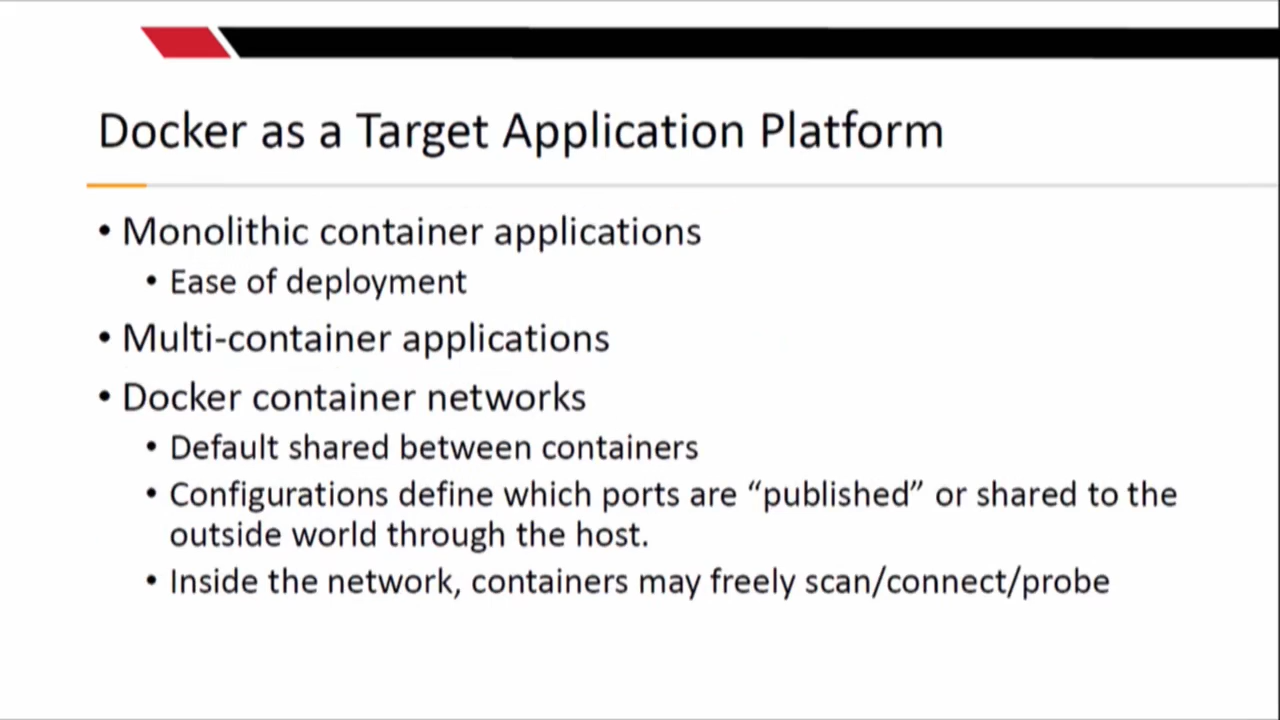 Docker as a Target Application Platform
• Monolithic container applications
• Ease of deployment
• Multi-container applications
• Docker container networks
• Default shared between containers
• Configurations define which ports are “published” or shared to the
outside world through the host.
• Inside the network, containers may freely scan/connect/probe